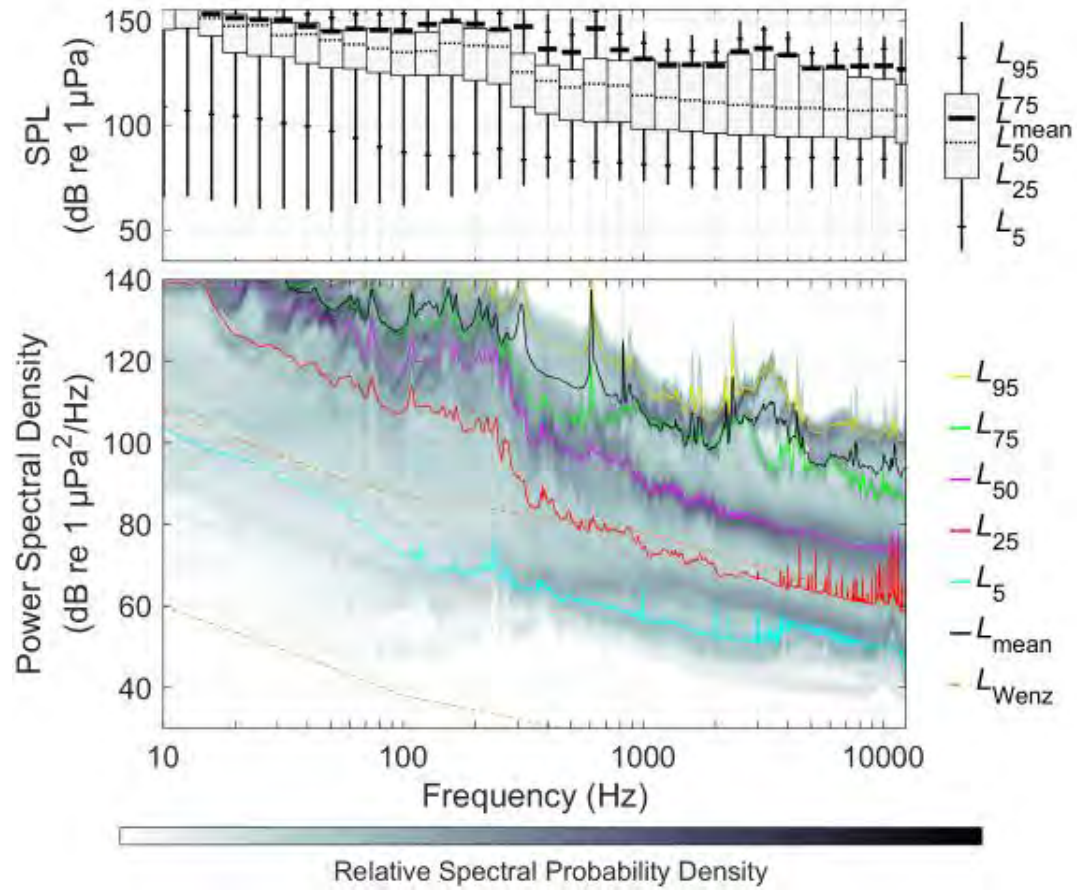 SPL
(dB re 1 µPa)
150
100
50
L95
L75
Lmean
L50
L25
L5
Power Spectral Density
(dB re 1 µPa²/Hz)
140
120
100
80
60
40
10
100
1000
10000
Frequency (Hz)
L95
L75
L50
L25
L5
Lmean
LWenz
Relative Spectral Probability Density